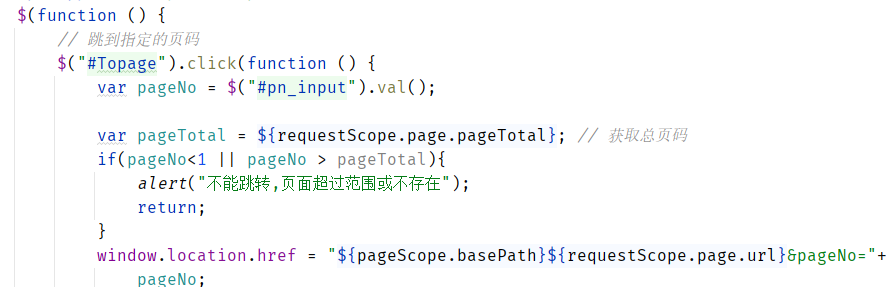 $(function () {
// 跳到指定的页码
$("#Topage").click(function () {
var pageNo = $("#pn_input").val();
var pageTotal = ${requestScope.page.pageTotal}; // 获取总页码
if(pageNo<1 || pageNo > pageTotal){
alert("不能跳转,页面超过范围或不存在");
return;
}
window.location.href = "${pageScope.basePath}${requestScope.page.url}&pageNo="+
pageNo;